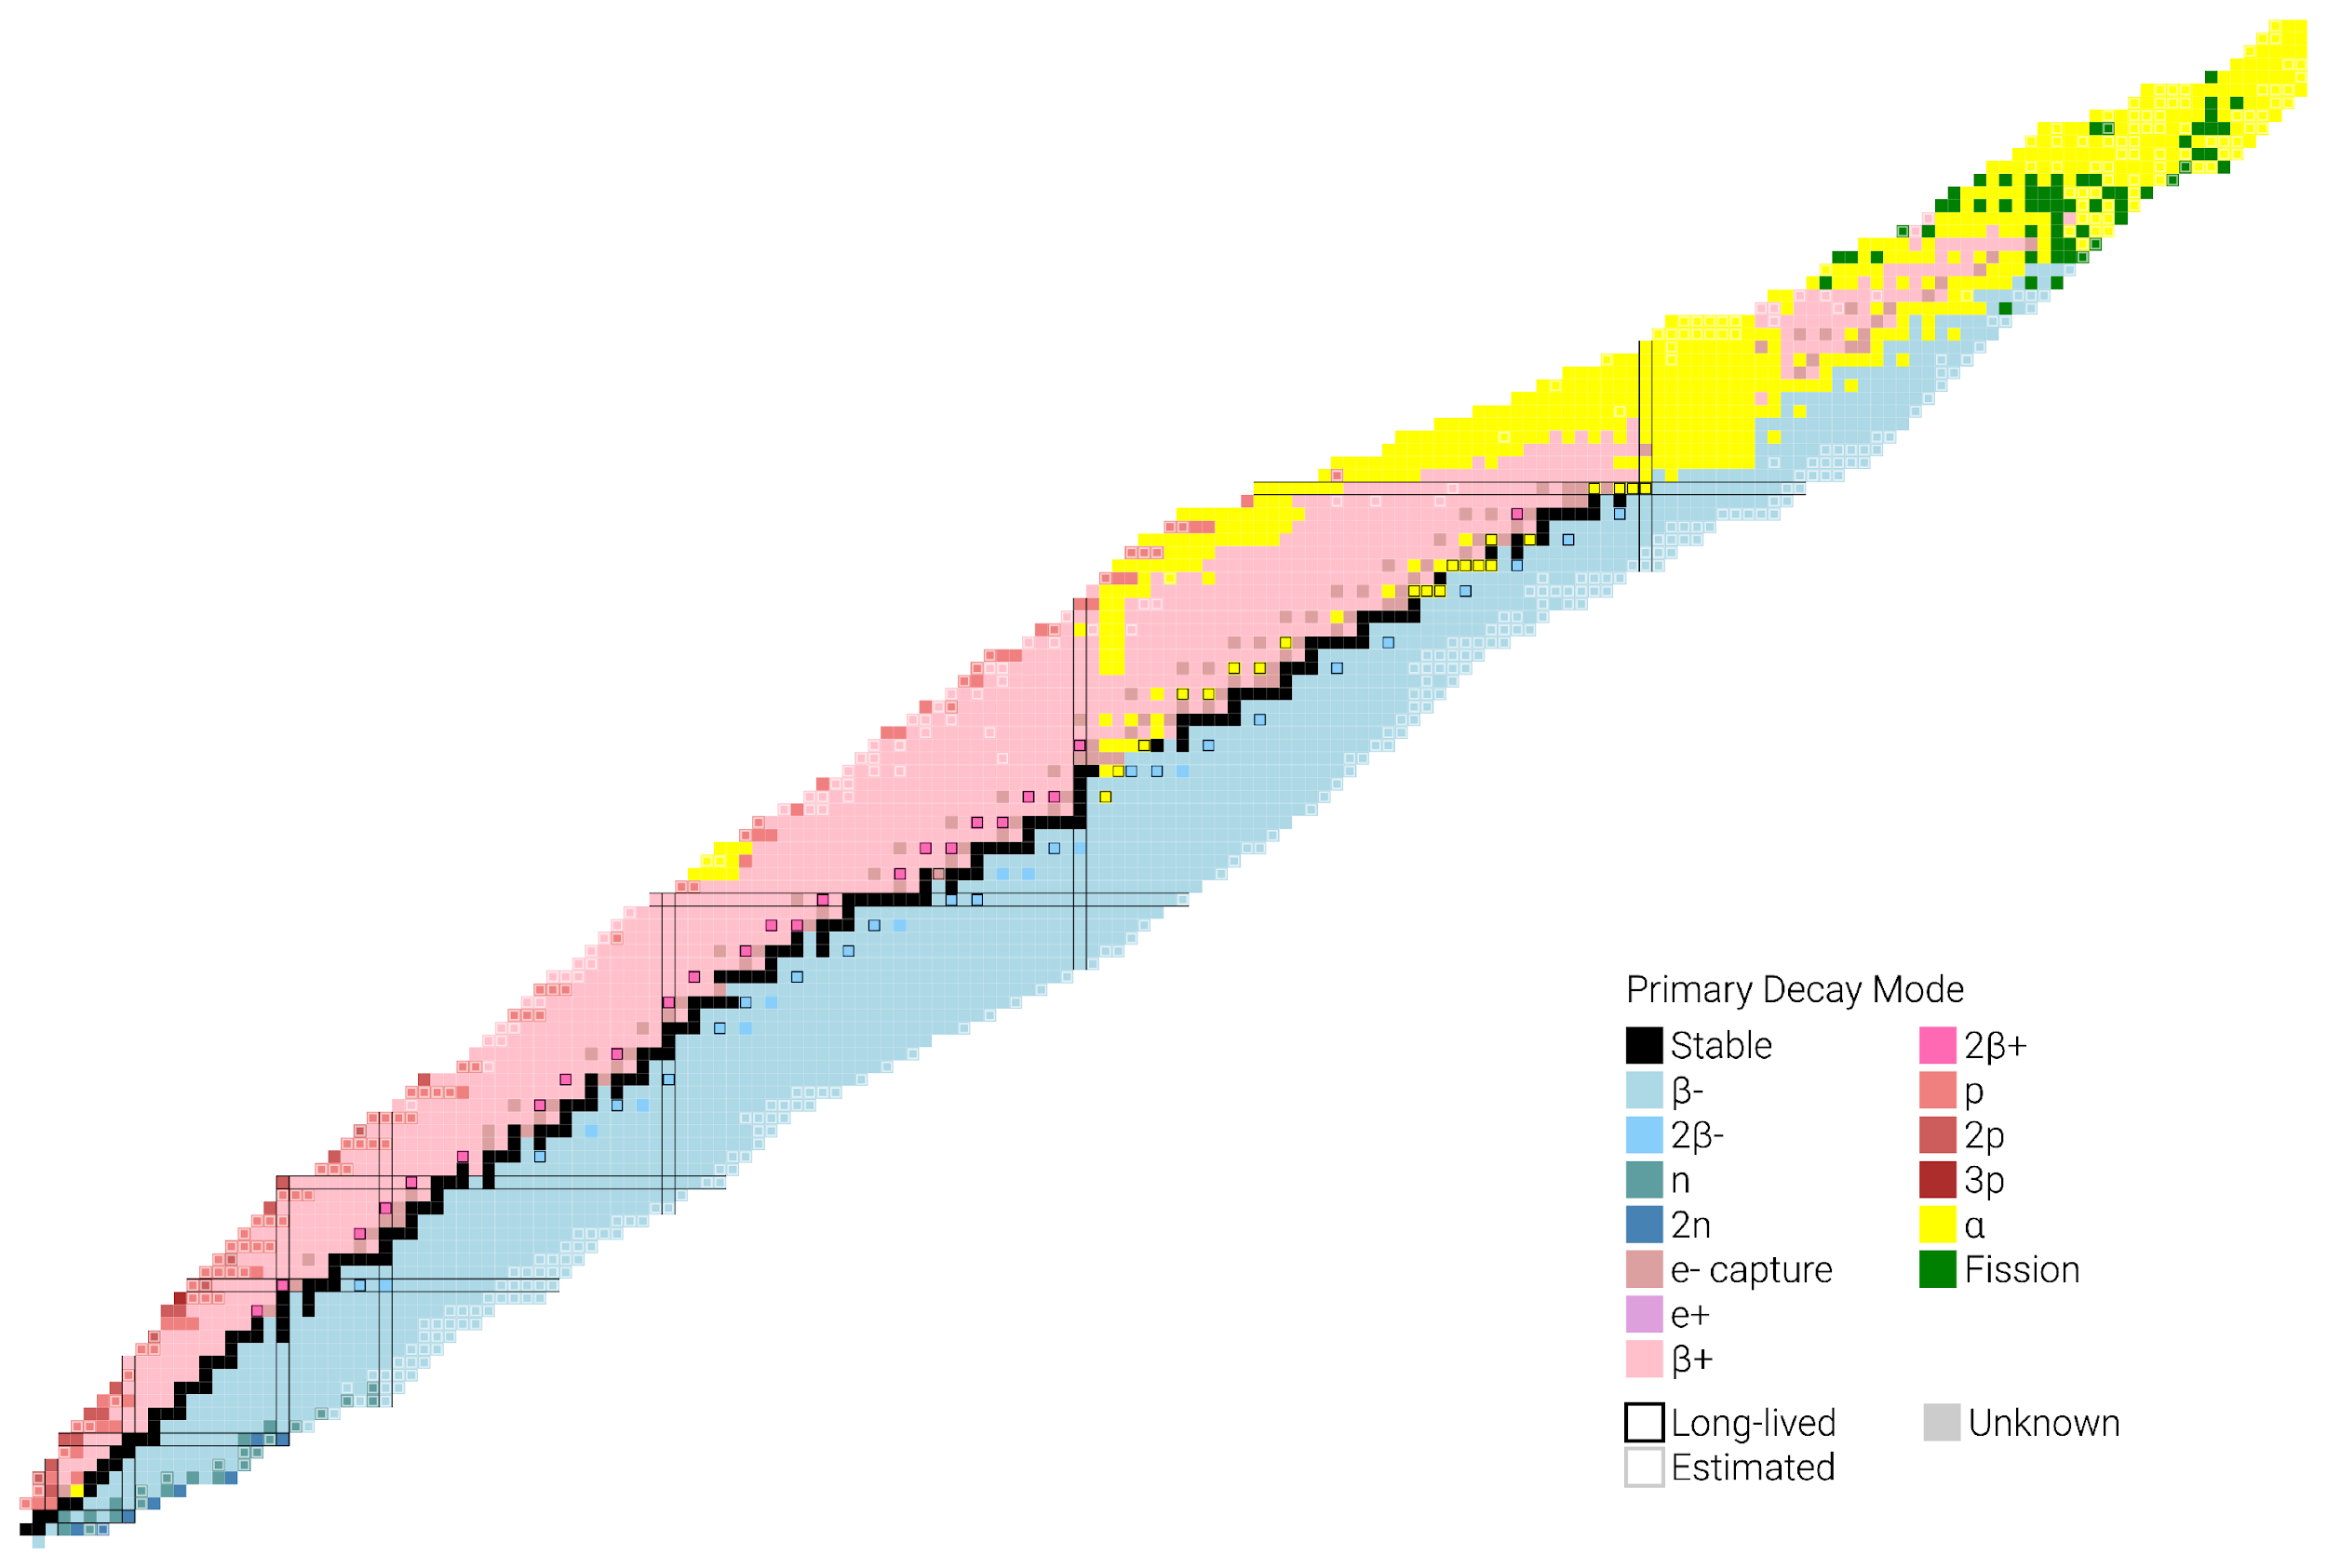 Primary Decay Mode
Stable
β-
2β-
n
2n
e- capture
e+
β+
2β+
p
2p
3p
α
Fission
Long-lived
Estimated
Unknown